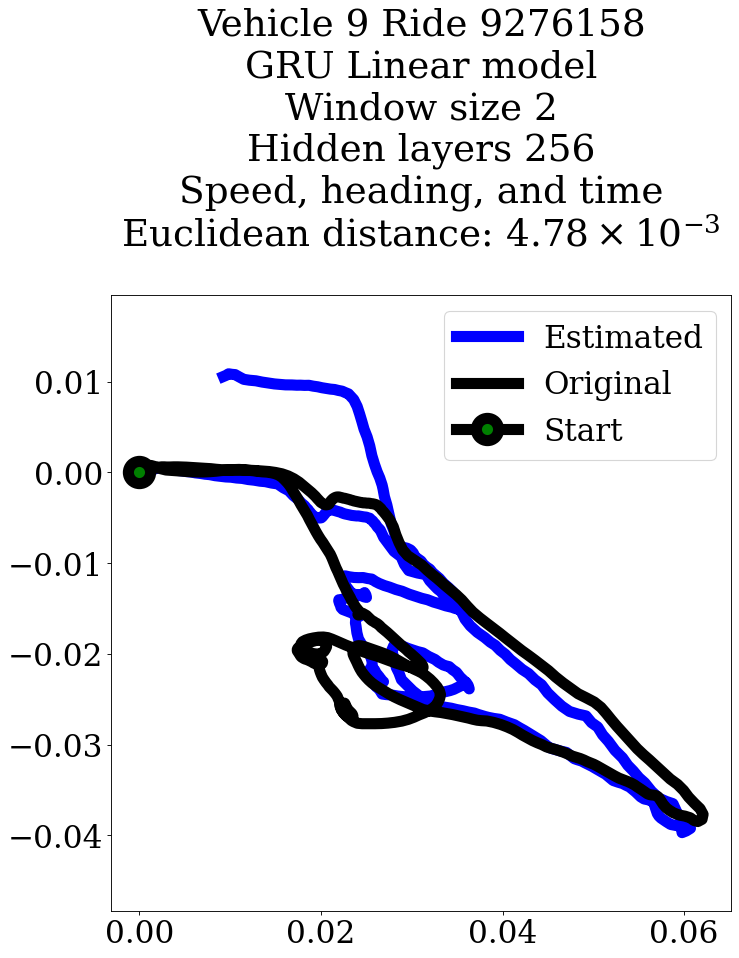 Vehicle 9 Ride 9276158
GRU Linear model
Window size 2
Hidden layers 256
Speed, heading, and time
Euclidean distance: 4.78 × 10⁻³
Estimated
Original
Start
0.01
0.00
−0.01
−0.02
−0.03
−0.04
0.00 0.02 0.04 0.06